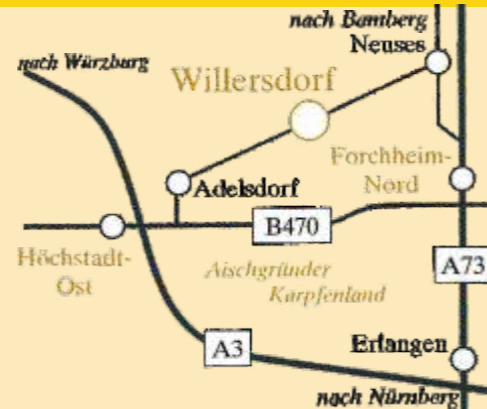 nach Bamberg
Neuses
nach Würzburg
Willersdorf
Forchheim-
Nord
Adelsdorf
B470
Höchstadt-
Ost
Aischgründer
Karpfenland
A73
A3
Erlangen
nach Nürnberg